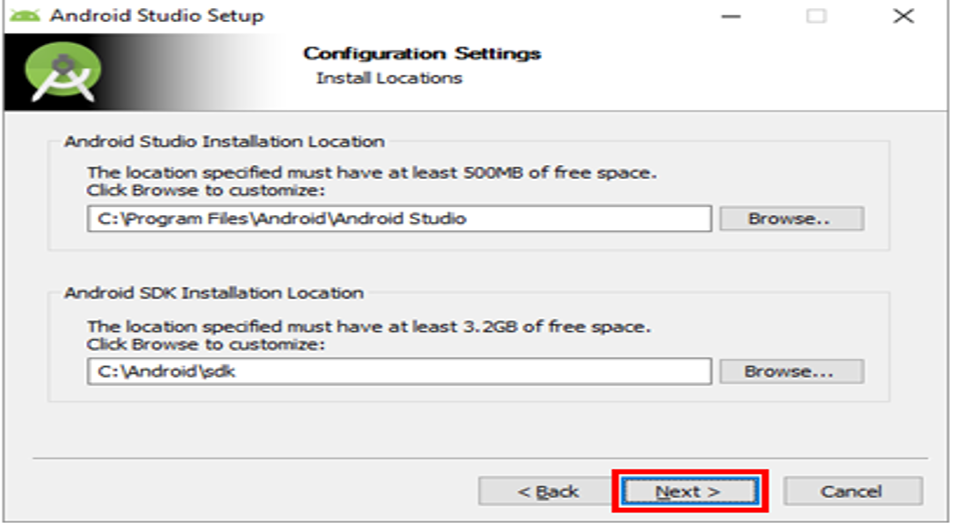 Android Studio Setup
Configuration Settings
Install Locations
Android Studio Installation Location
The location specified must have at least 500MB of free space.
Click Browse to customize:
C:\Program Files\Android\Android Studio
Browse..
Android SDK Installation Location
The location specified must have at least 3.2GB of free space.
Click Browse to customize:
C:\Android\sdk
Browse...
< Back
Next >
Cancel